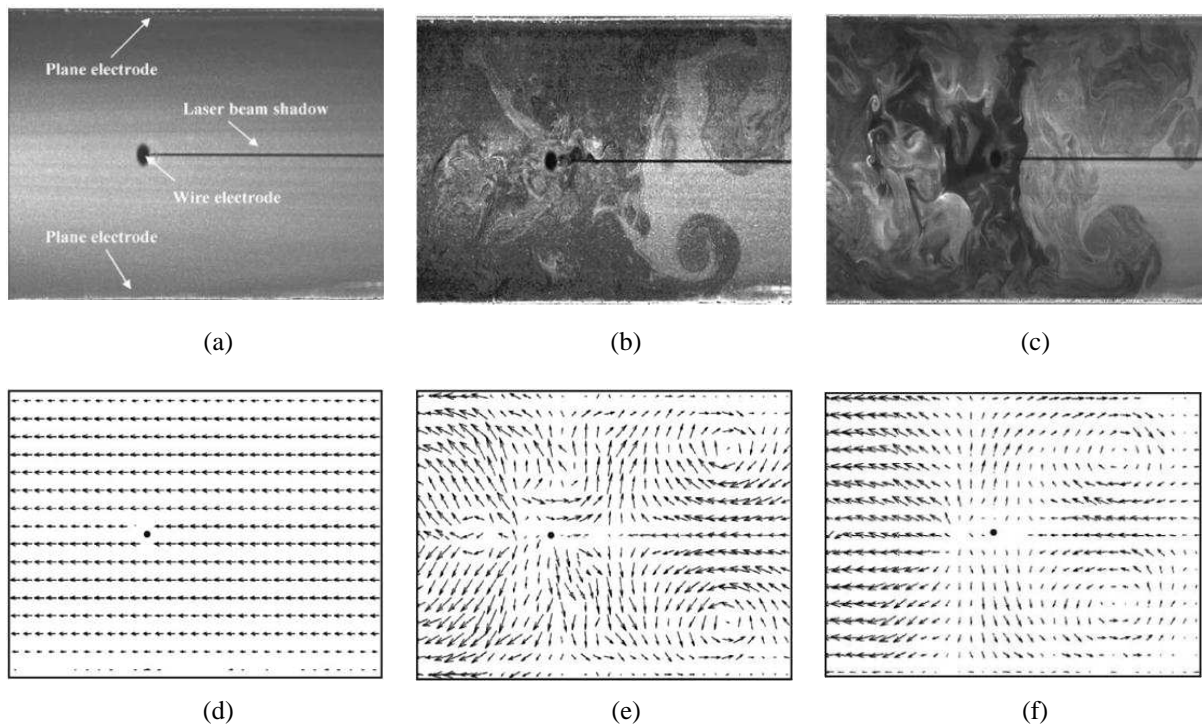 Plane electrode
Laser beam shadow
Wire electrode
Plane electrode
(a)
(b)
(c)
(d)
(e)
(f)